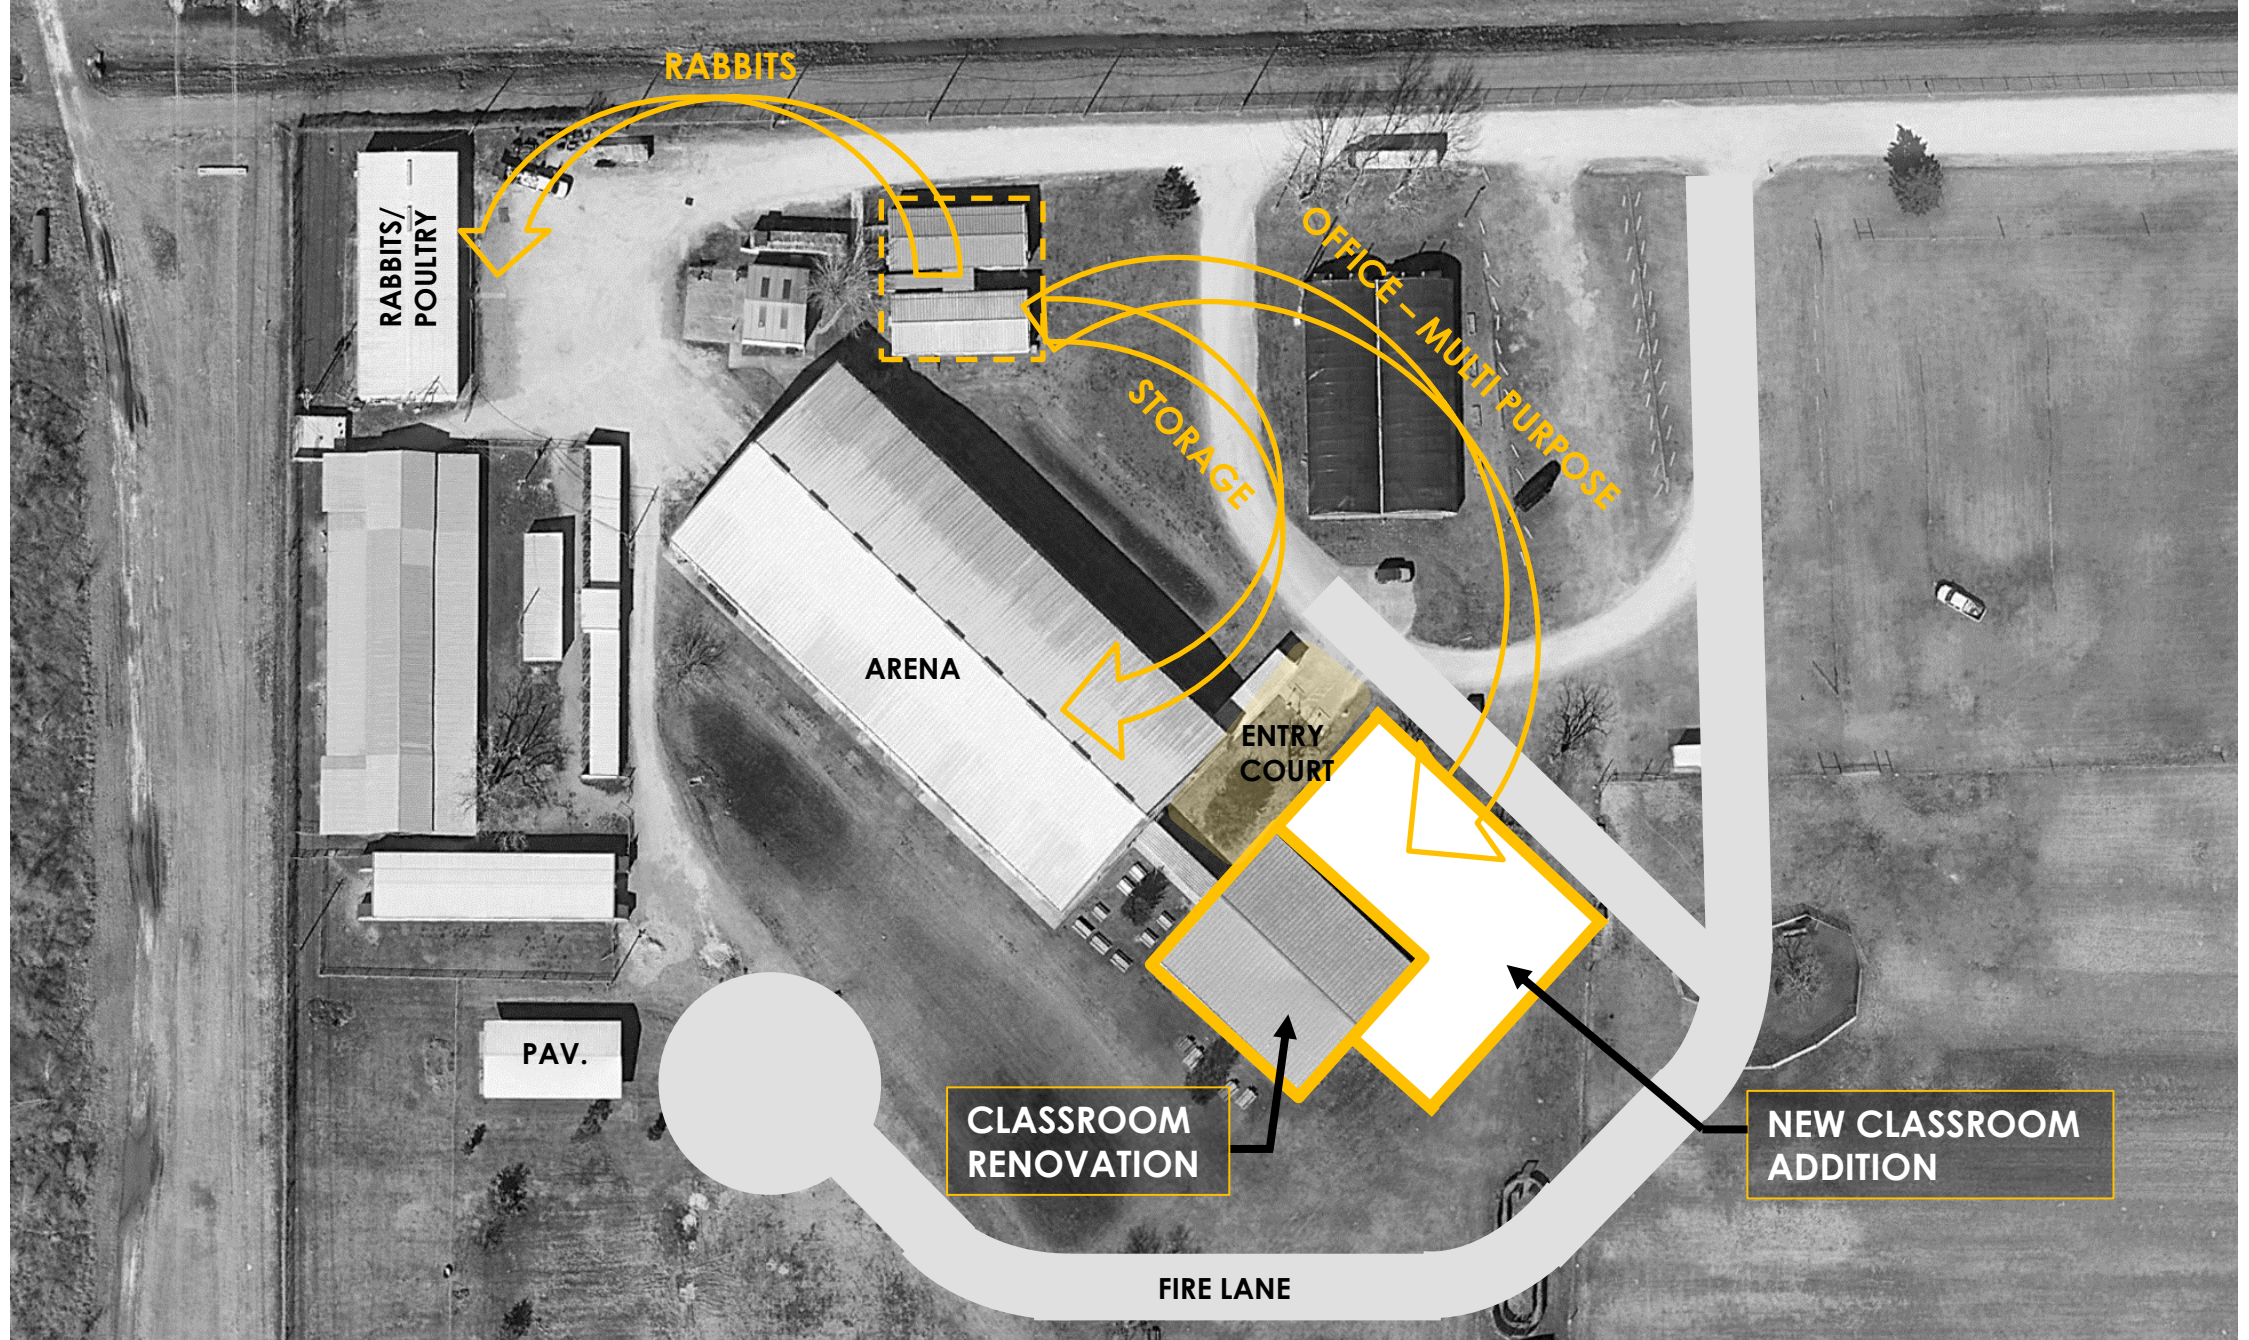 RABBITS
RABBITS/
POULTRY
OFFICE – MULTI PURPOSE
STORAGE
ARENA
ENTRY
COURT
PAV.
CLASSROOM
RENOVATION
NEW CLASSROOM
ADDITION
FIRE LANE